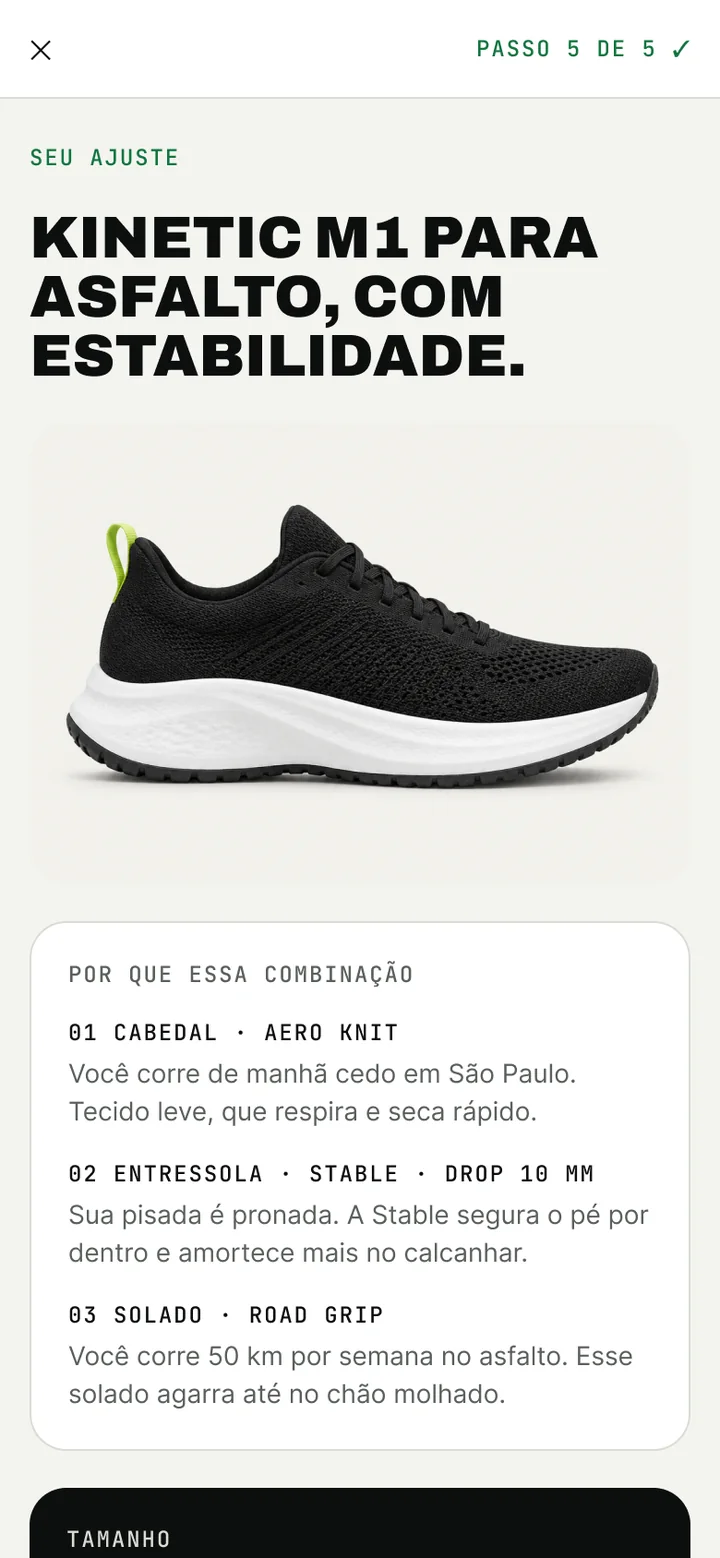 PASSO 5 DE 5 ✓
SEU AJUSTE
KINETIC M1 PARA
ASFALTO, COM
ESTABILIDADE.
POR QUE ESSA COMBINAÇÃO
01 CABEDAL · AERO KNIT
Você corre de manhã cedo em São Paulo.
Tecido leve, que respira e seca rápido.
02 ENTRESSOLA · STABLE · DROP 10 MM
Sua pisada é pronada. A Stable segura o pé por
dentro e amortece mais no calcanhar.
03 SOLADO · ROAD GRIP
Você corre 50 km por semana no asfalto. Esse
solado agarra até no chão molhado.
TAMANHO